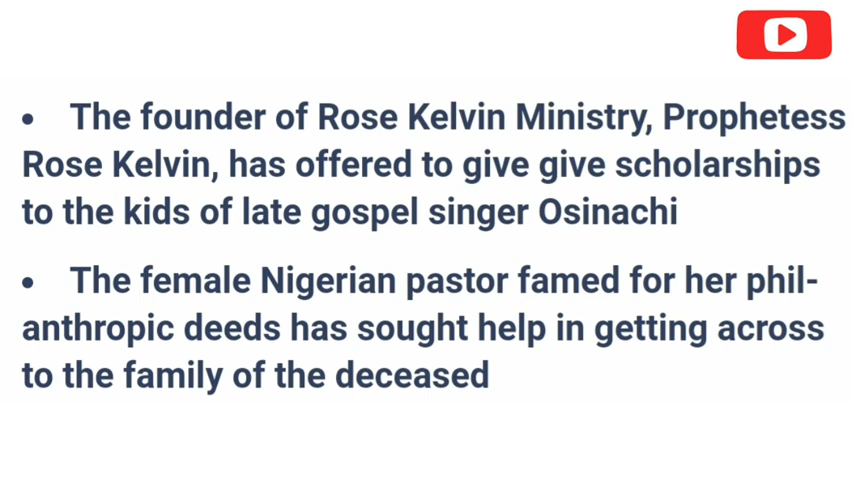 • The founder of Rose Kelvin Ministry, Prophetess
Rose Kelvin, has offered to give give scholarships
to the kids of late gospel singer Osinachi
• The female Nigerian pastor famed for her phil-
anthropic deeds has sought help in getting across
to the family of the deceased